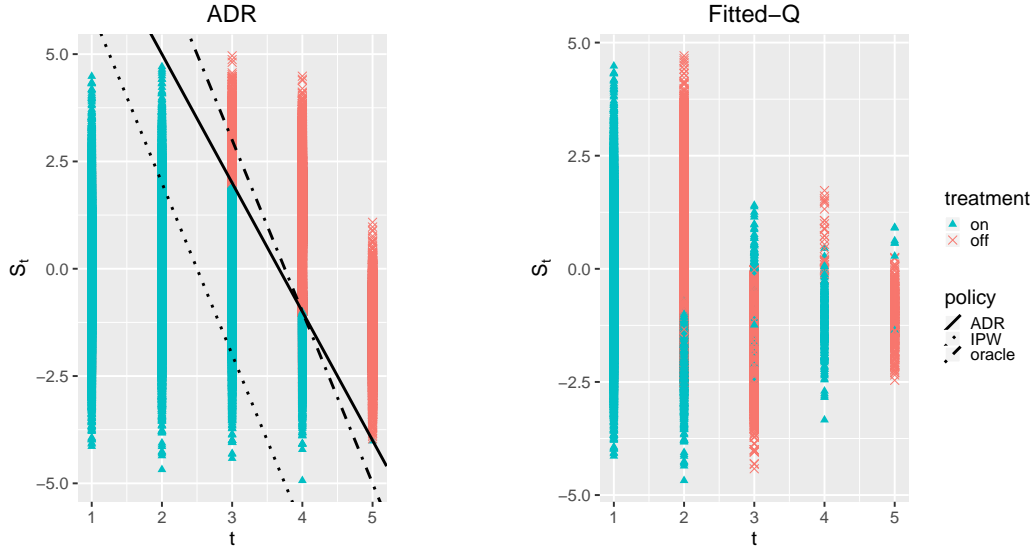 ADR
Fitted−Q
5.0
2.5
0.0
−2.5
−5.0
S_t
1 2 3 4 5
t
5.0
2.5
0.0
−2.5
−5.0
S_t
1 2 3 4 5
t
treatment
on
off
policy
ADR
IPW
oracle